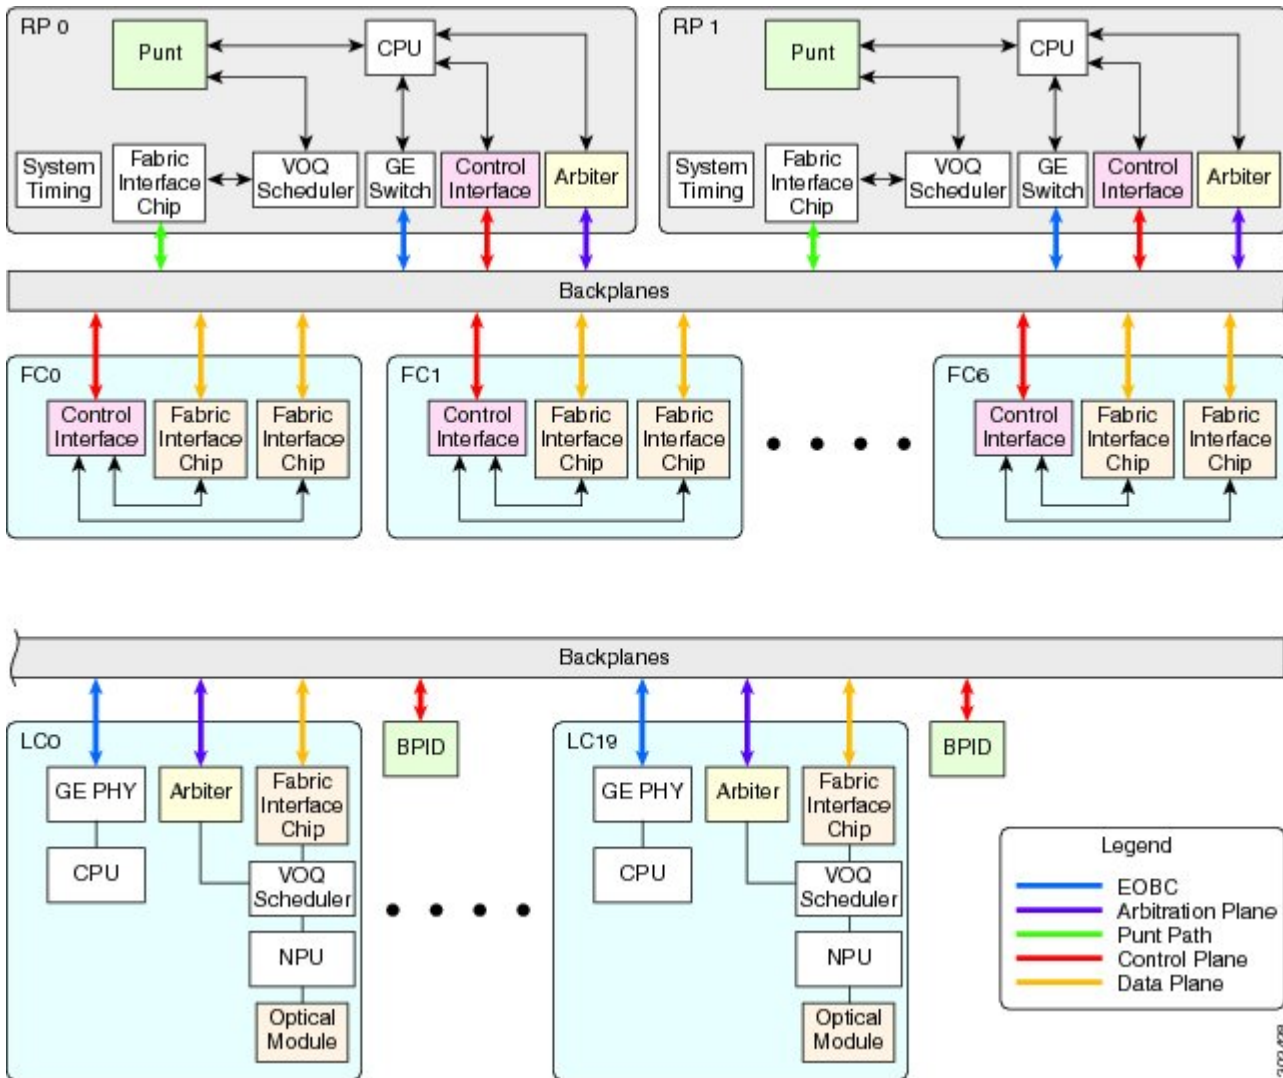 RP 0
Punt
CPU
System
Timing
Fabric
Interface
Chip
VOQ
Scheduler
GE
Switch
Control
Interface
Arbiter
RP 1
Punt
CPU
System
Timing
Fabric
Interface
Chip
VOQ
Scheduler
GE
Switch
Control
Interface
Arbiter
Backplanes
FC0
Control
Interface
Fabric
Interface
Chip
Fabric
Interface
Chip
FC1
Control
Interface
Fabric
Interface
Chip
Fabric
Interface
Chip
FC6
Control
Interface
Fabric
Interface
Chip
Fabric
Interface
Chip
Backplanes
LC0
GE PHY
CPU
Arbiter
Fabric
Interface
Chip
VOQ
Scheduler
NPU
Optical
Module
BPID
LC19
GE PHY
CPU
Arbiter
Fabric
Interface
Chip
VOQ
Scheduler
NPU
Optical
Module
BPID
Legend
EOBC
Arbitration Plane
Punt Path
Control Plane
Data Plane